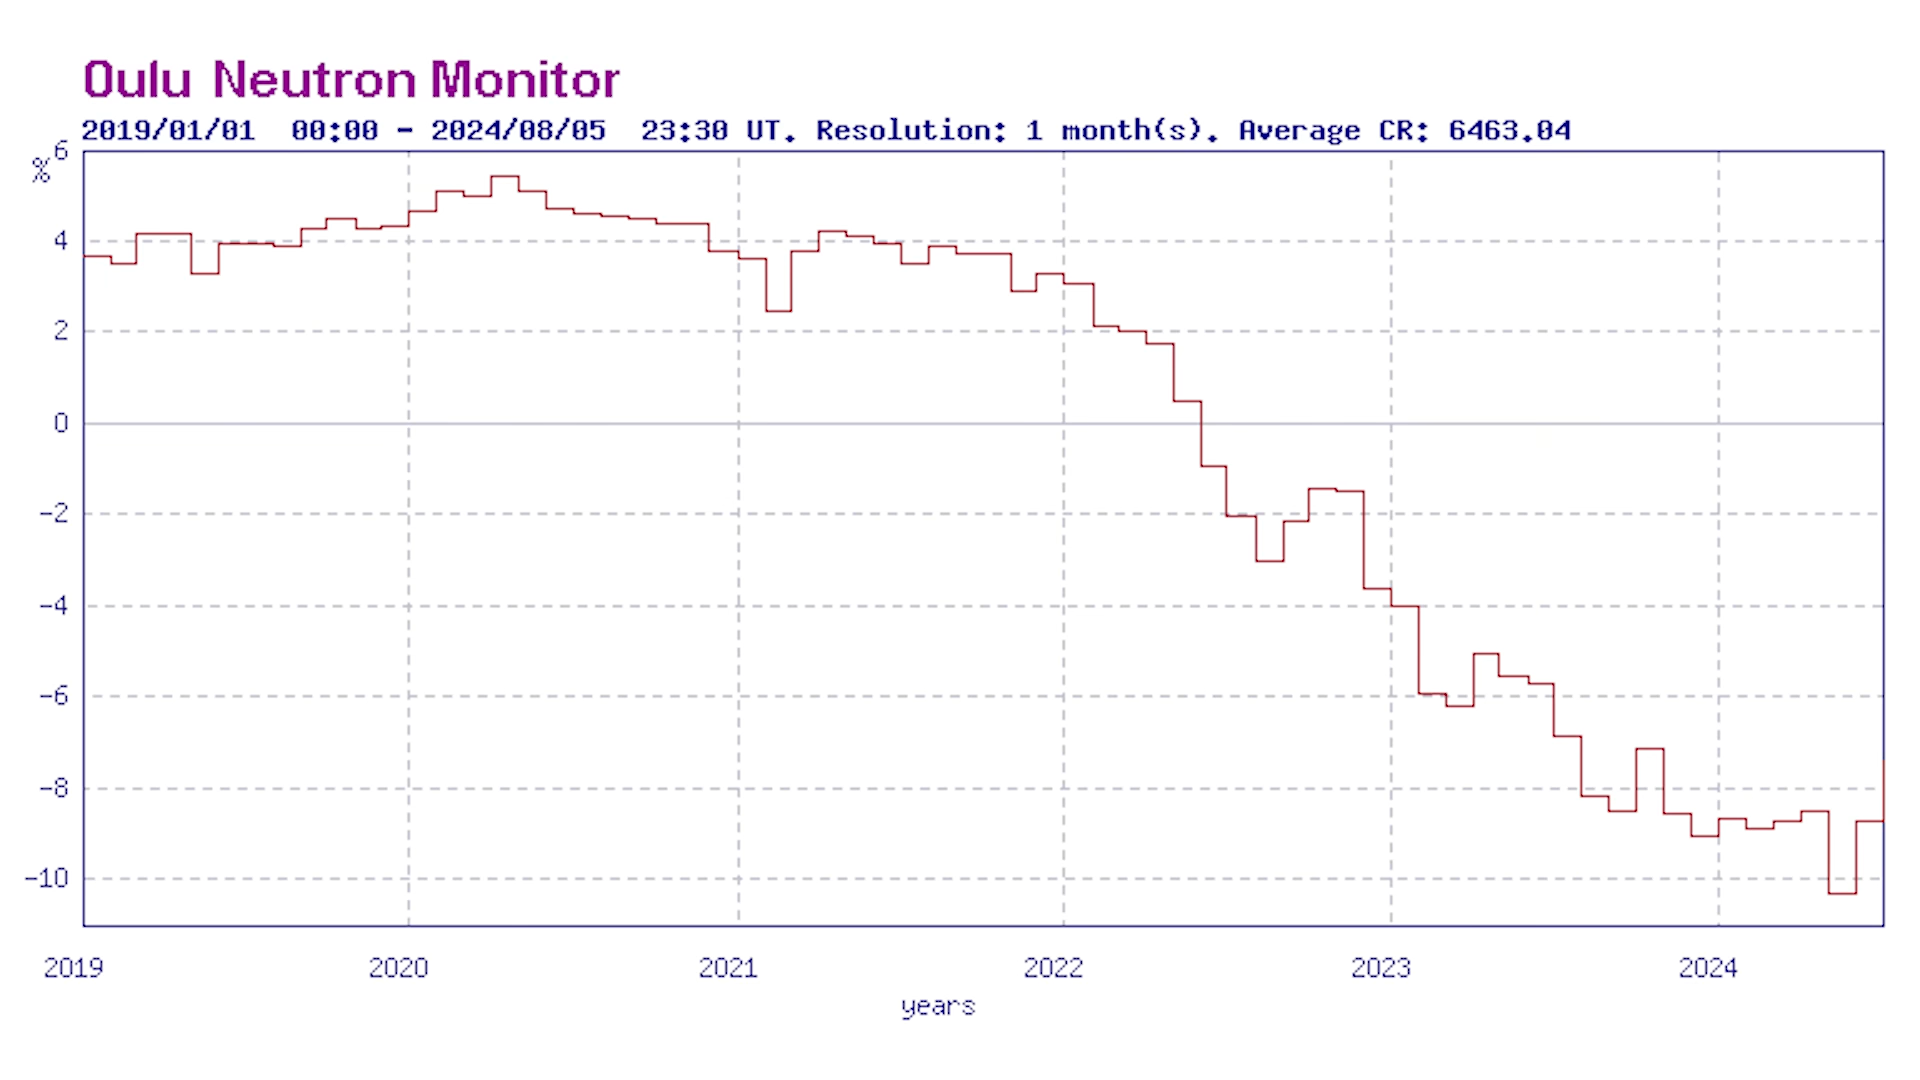 Oulu Neutron Monitor
2019/01/01 00:00 - 2024/08/05 23:30 UT. Resolution: 1 month(s). Average CR: 6463.04
6
%
4
2
0
-2
-4
-6
-8
-10
2019 2020 2021 2022 2023 2024
years